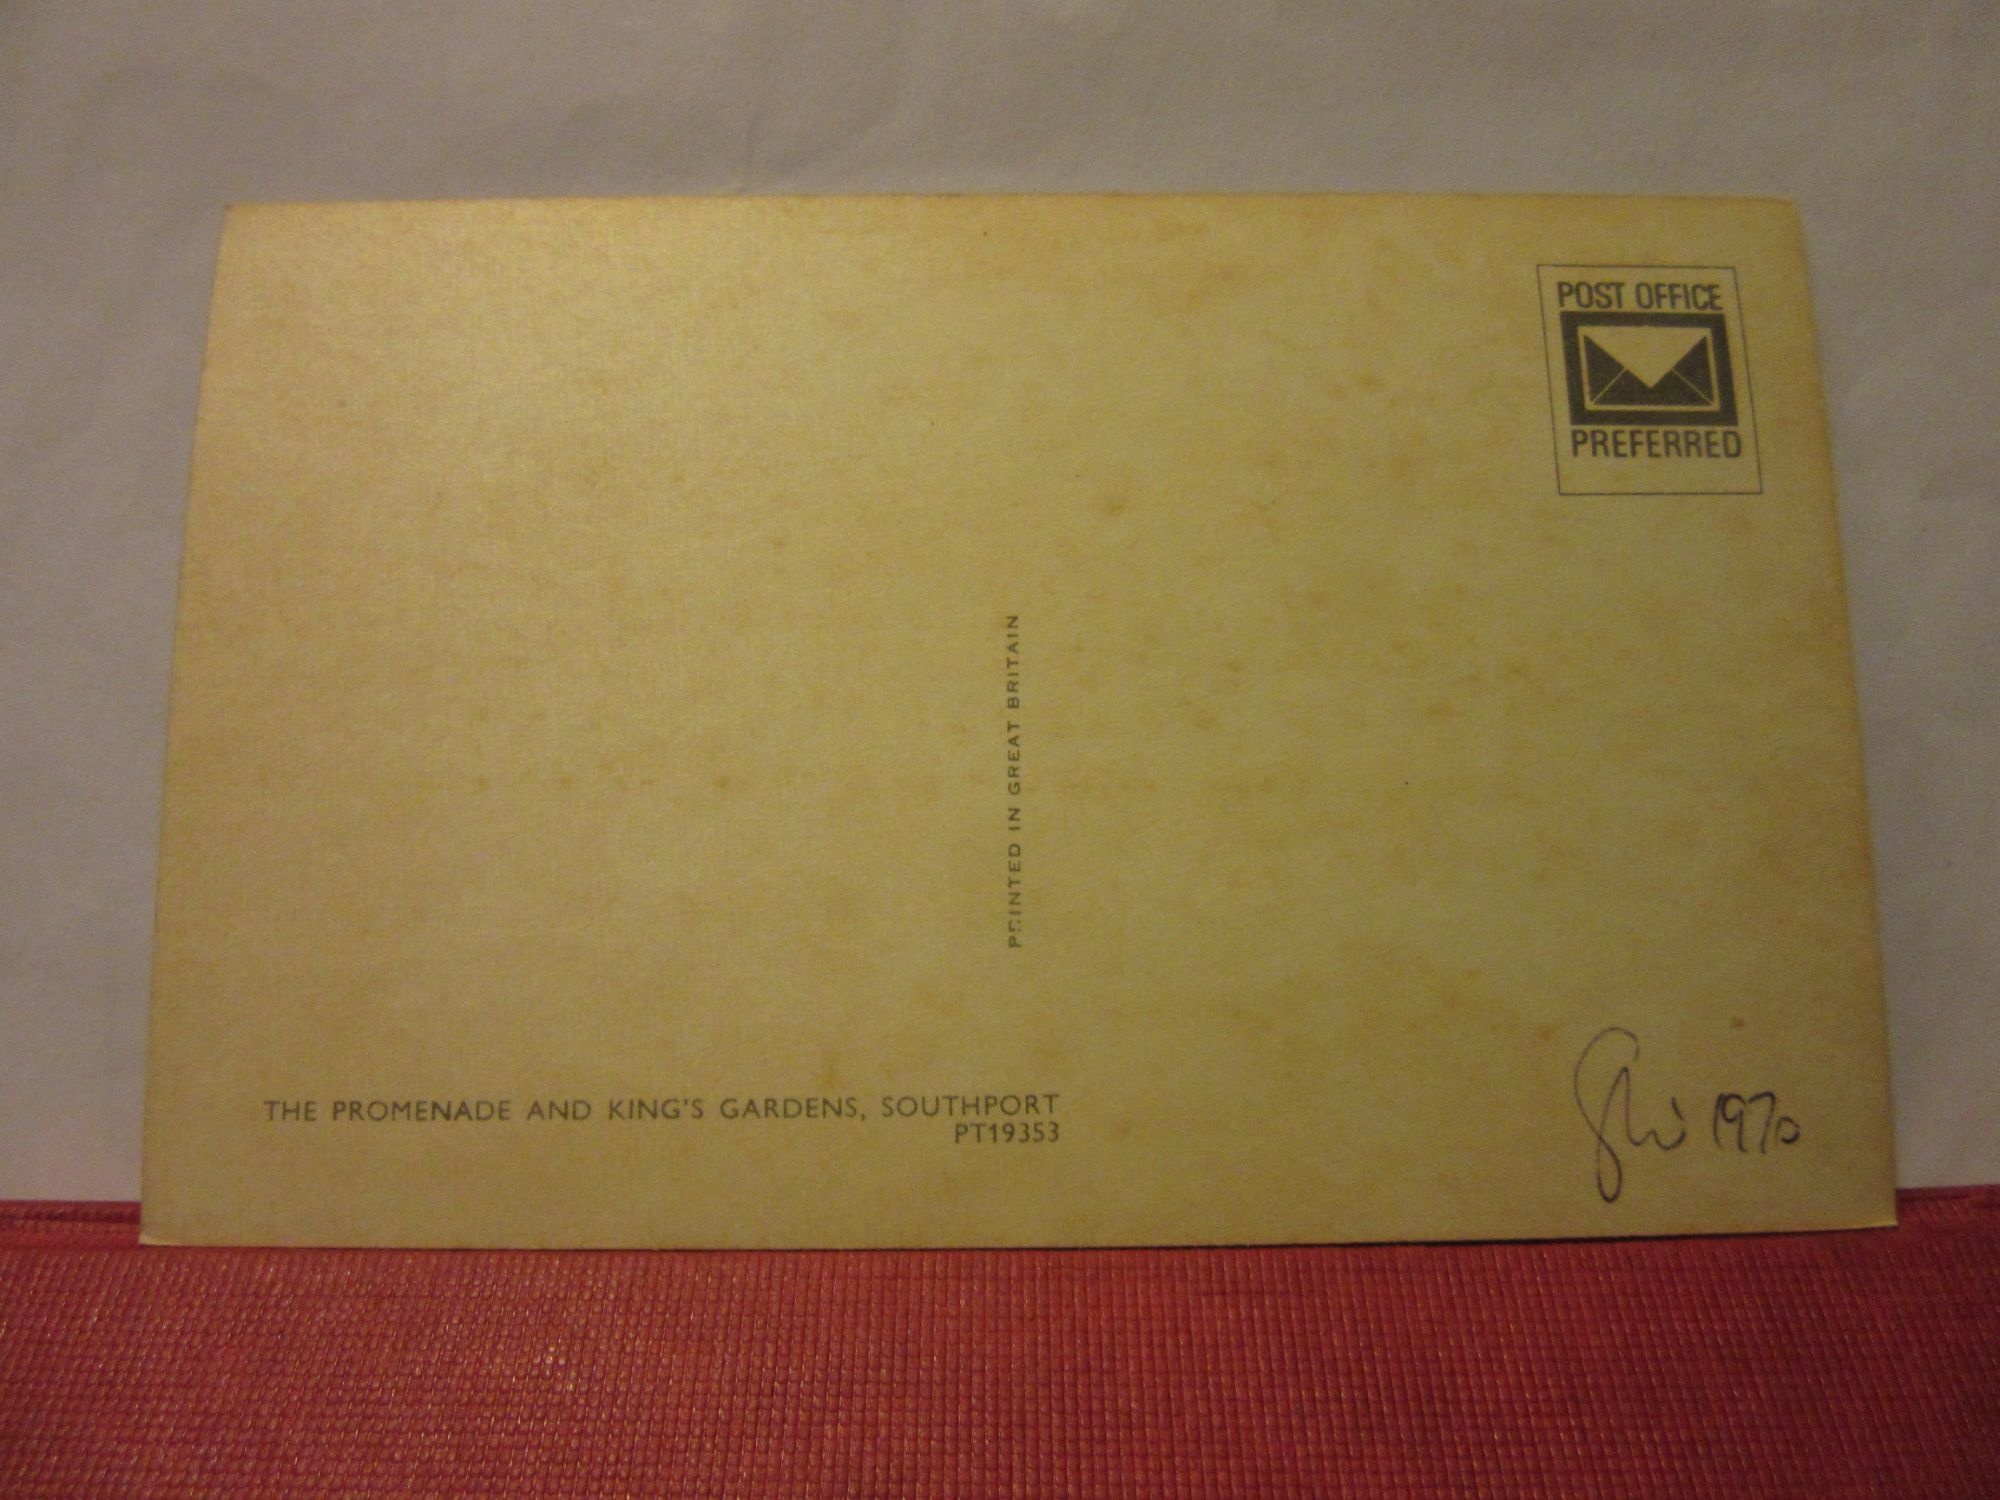 POST OFFICE
PREFERRED
PRINTED IN GREAT BRITAIN
THE PROMENADE AND KING'S GARDENS, SOUTHPORT
PT19353
1970